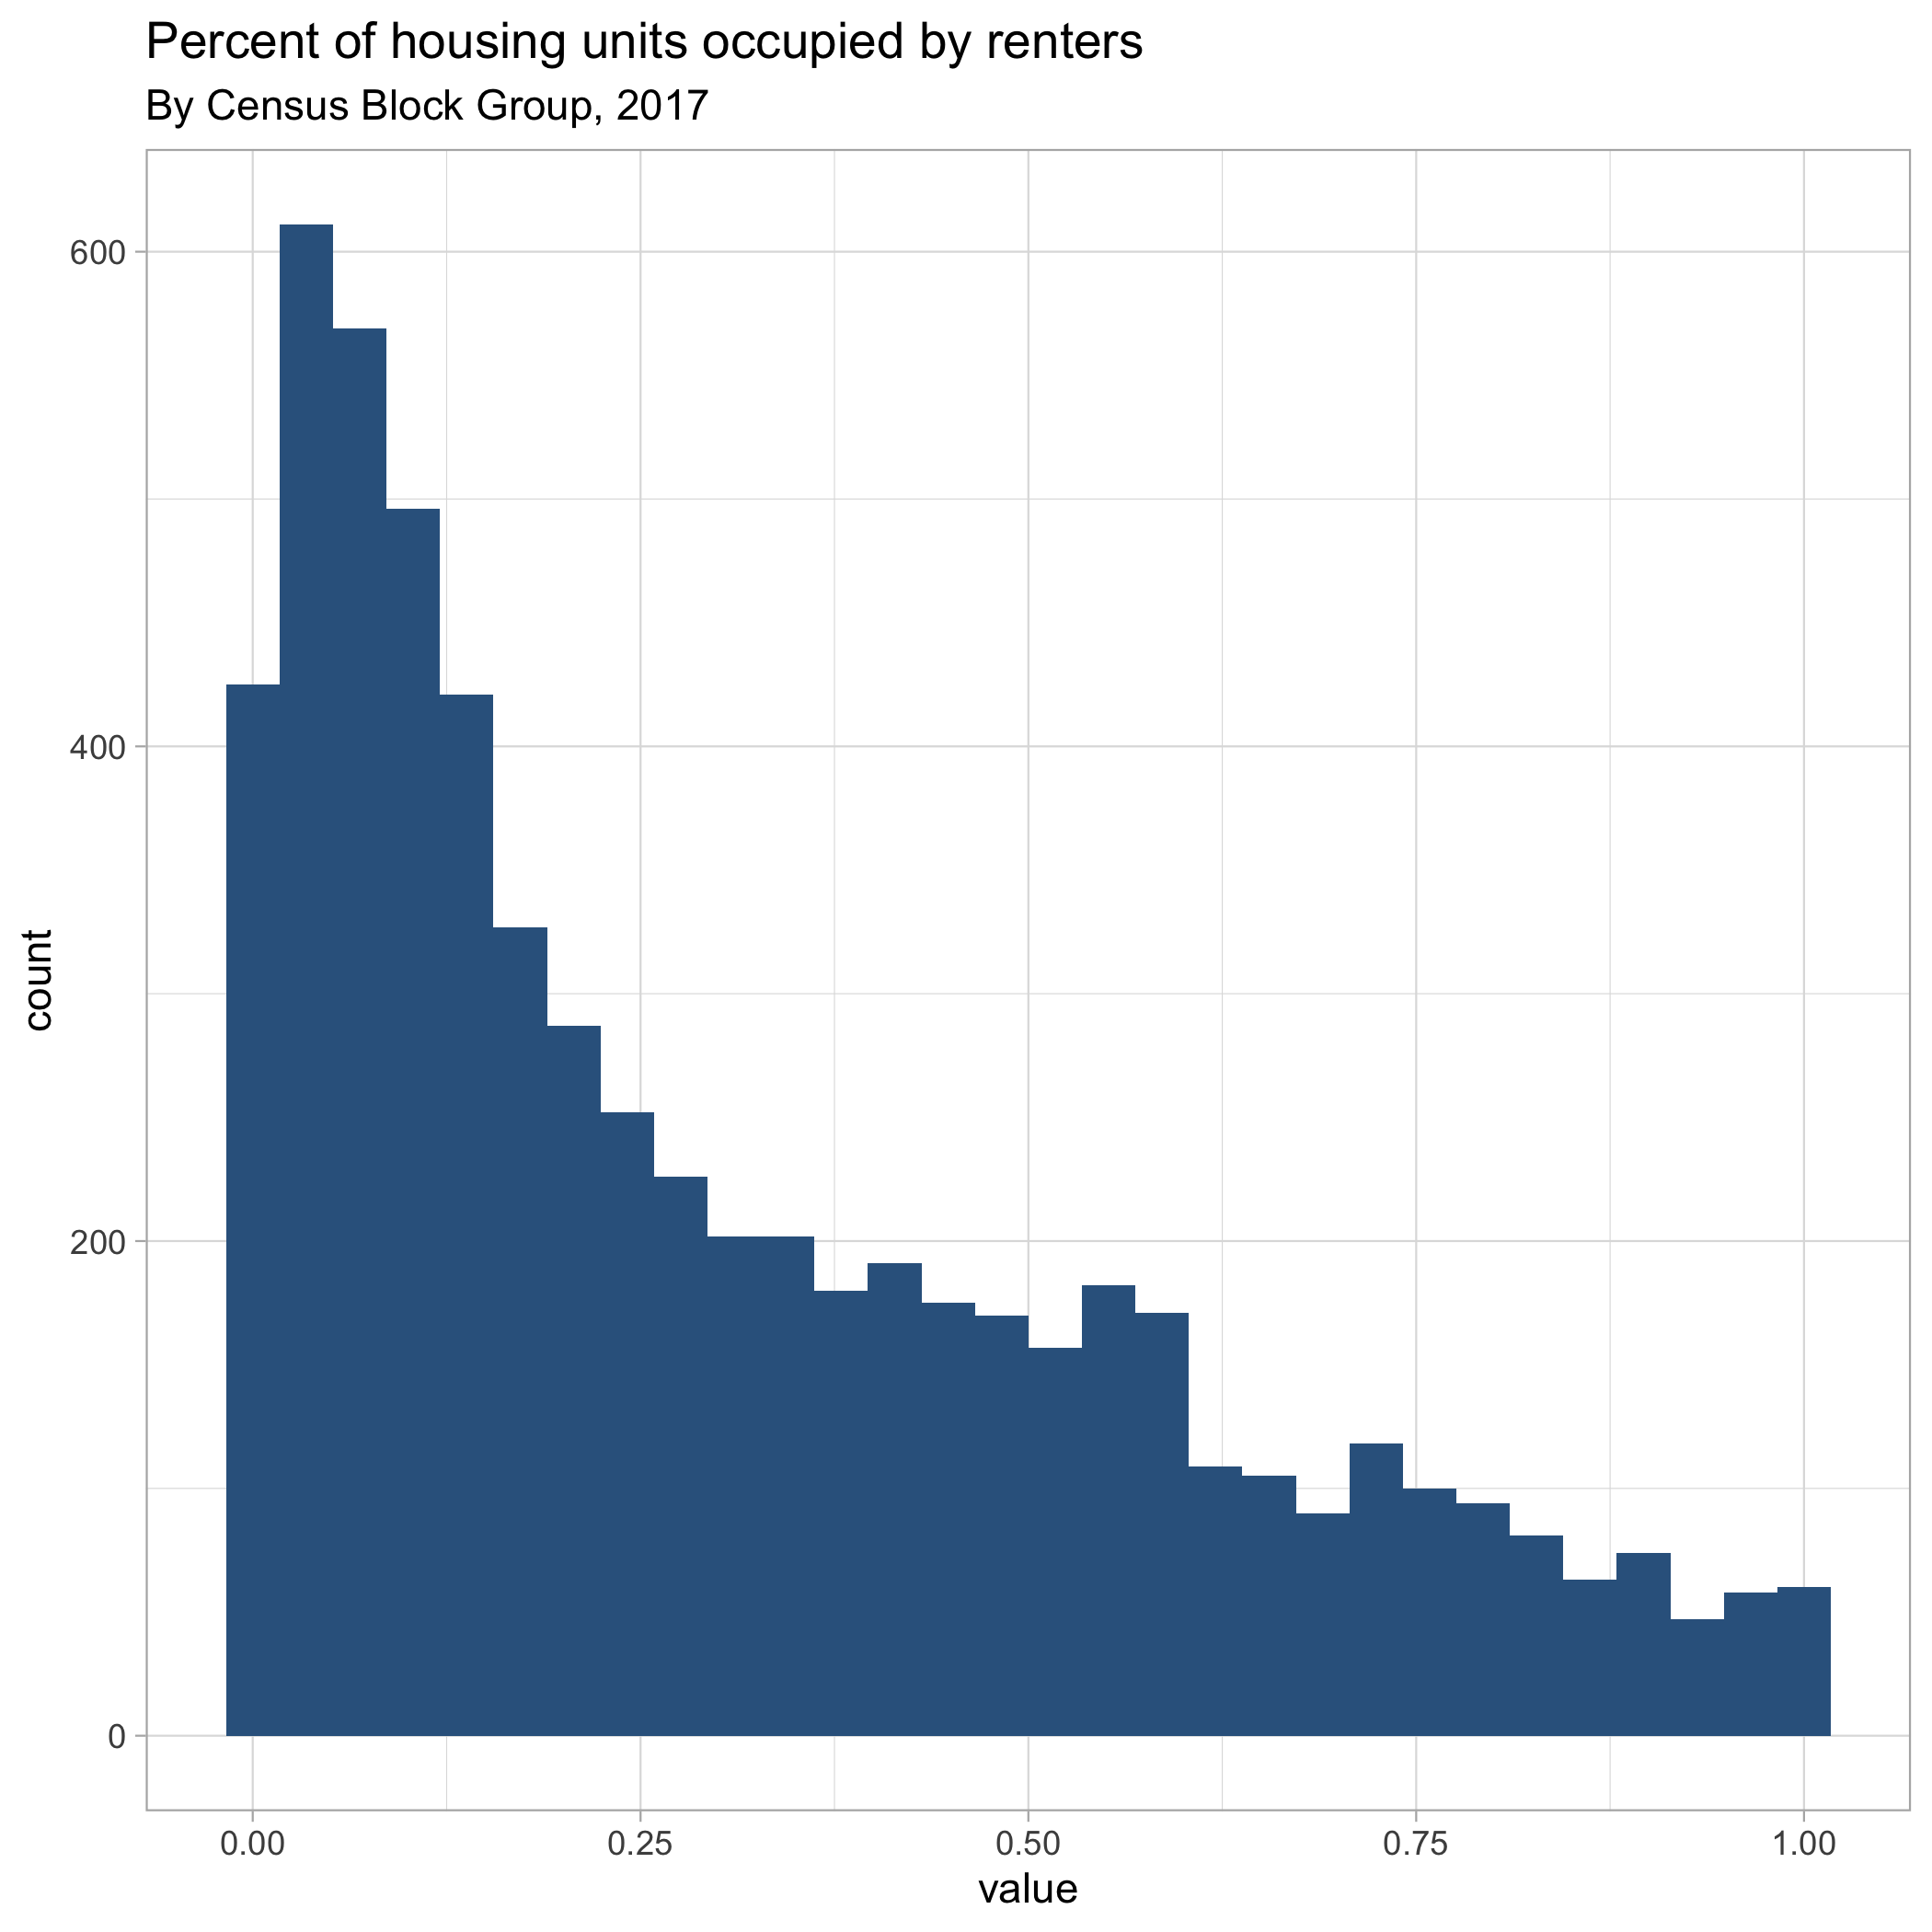 Percent of housing units occupied by renters
By Census Block Group, 2017
600
400
200
0
count
0.00 0.25 0.50 0.75 1.00
value